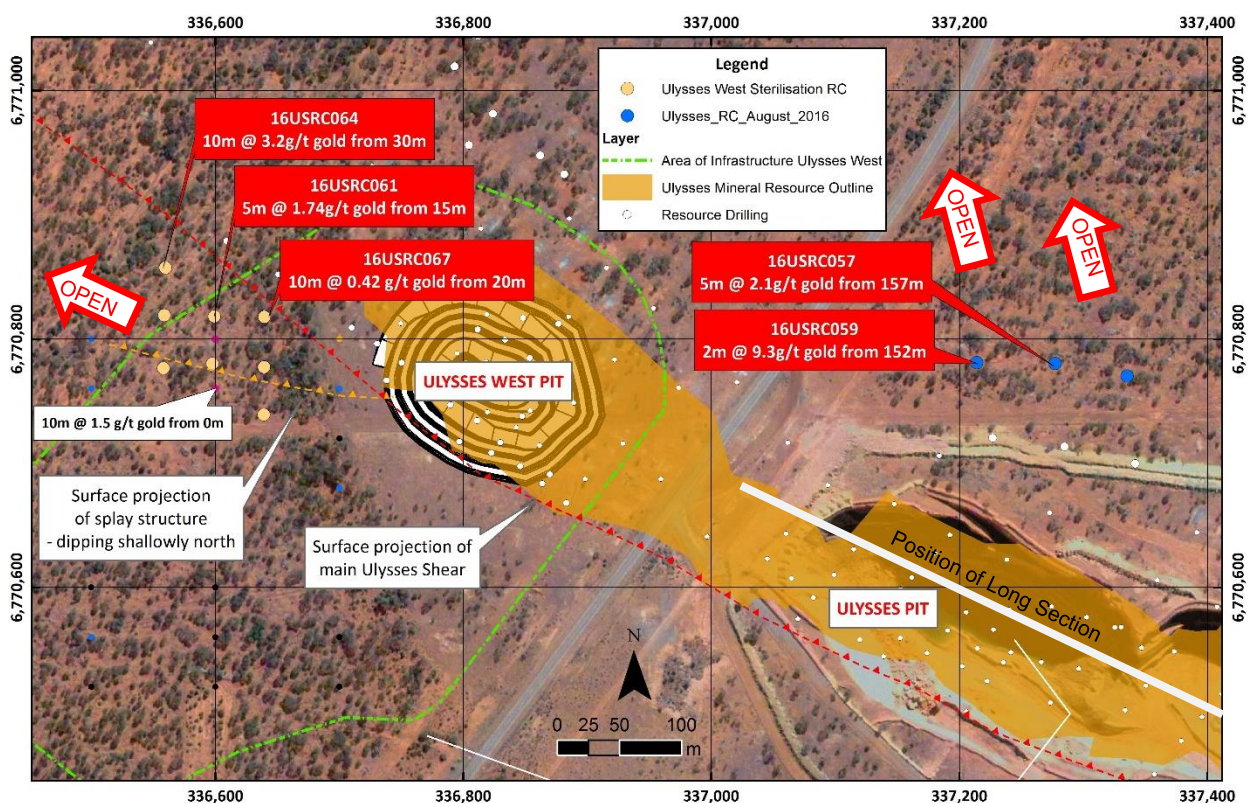 336,600
336,800
337,000
337,200
337,400
6,771,000
6,771,000
Legend
Ulysses West Sterilisation RC
Ulysses_RC_August_2016
Layer
Area of Infrastructure Ulysses West
Ulysses Mineral Resource Outline
Resource Drilling
16USRC064
10m @ 3.2g/t gold from 30m
16USRC061
5m @ 1.74g/t gold from 15m
16USRC067
10m @ 0.42 g/t gold from 20m
OPEN
OPEN
OPEN
16USRC057
5m @ 2.1g/t gold from 157m
16USRC059
2m @ 9.3g/t gold from 152m
6,770,800
6,770,800
ULYSSES WEST PIT
10m @ 1.5 g/t gold from 0m
Surface projection
of splay structure
- dipping shallowly north
Surface projection of
main Ulysses Shear
Position of Long Section
ULYSSES PIT
6,770,600
6,770,600
N
0 25 50 100
m
336,600
336,800
337,000
337,200
337,400